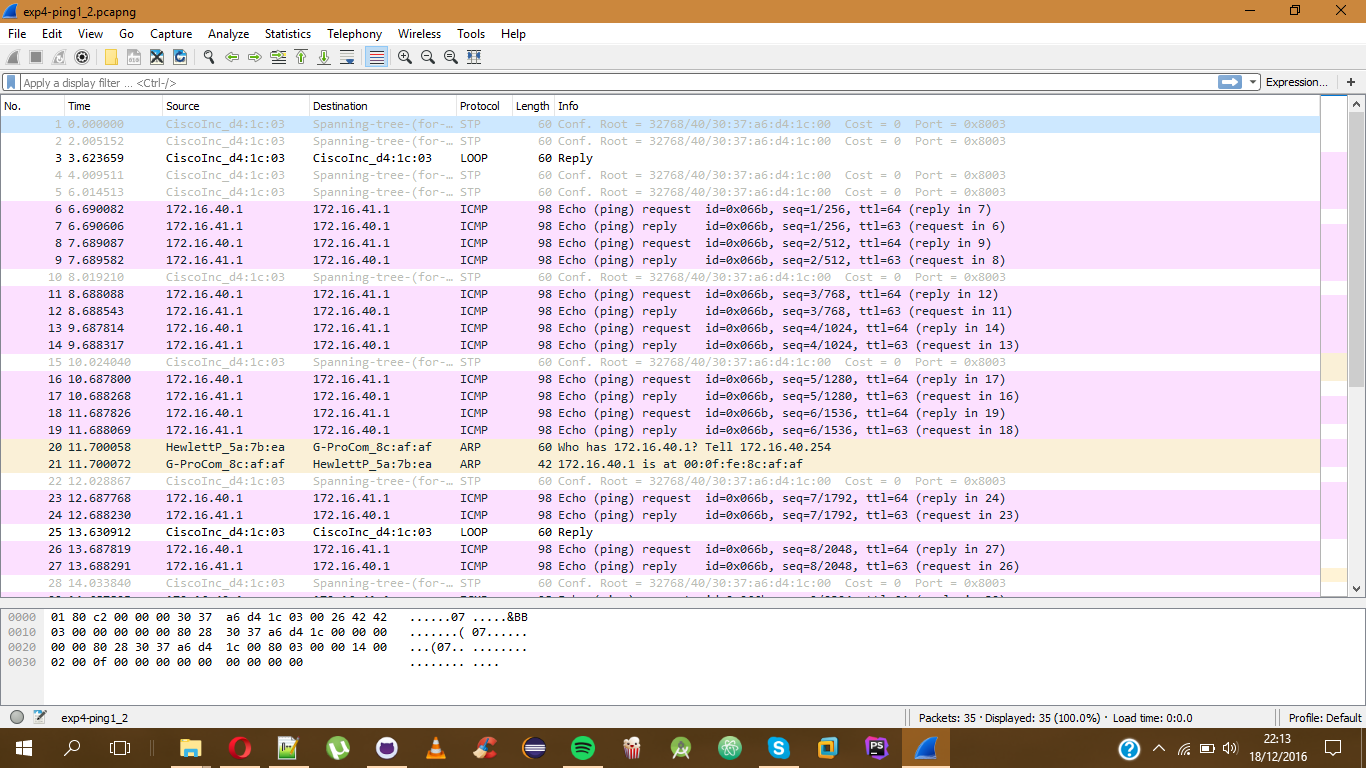 exp4-ping1_2.pcapng
File Edit View Go Capture Analyze Statistics Telephony Wireless Tools Help
Apply a display filter ... <Ctrl-/> Expression... +
No. Time Source Destination Protocol Length Info
1 0.000000 CiscoInc_d4:1c:03 Spanning-tree-(for-… STP 60 Conf. Root = 32768/40/30:37:a6:d4:1c:00 Cost = 0 Port = 0x8003
2 2.005152 CiscoInc_d4:1c:03 Spanning-tree-(for-… STP 60 Conf. Root = 32768/40/30:37:a6:d4:1c:00 Cost = 0 Port = 0x8003
3 3.623659 CiscoInc_d4:1c:03 CiscoInc_d4:1c:03 LOOP 60 Reply
4 4.009511 CiscoInc_d4:1c:03 Spanning-tree-(for-… STP 60 Conf. Root = 32768/40/30:37:a6:d4:1c:00 Cost = 0 Port = 0x8003
5 6.014513 CiscoInc_d4:1c:03 Spanning-tree-(for-… STP 60 Conf. Root = 32768/40/30:37:a6:d4:1c:00 Cost = 0 Port = 0x8003
6 6.690082 172.16.40.1 172.16.41.1 ICMP 98 Echo (ping) request id=0x066b, seq=1/256, ttl=64 (reply in 7)
7 6.690606 172.16.41.1 172.16.40.1 ICMP 98 Echo (ping) reply id=0x066b, seq=1/256, ttl=63 (request in 6)
8 7.689087 172.16.40.1 172.16.41.1 ICMP 98 Echo (ping) request id=0x066b, seq=2/512, ttl=64 (reply in 9)
9 7.689582 172.16.41.1 172.16.40.1 ICMP 98 Echo (ping) reply id=0x066b, seq=2/512, ttl=63 (request in 8)
10 8.019210 CiscoInc_d4:1c:03 Spanning-tree-(for-… STP 60 Conf. Root = 32768/40/30:37:a6:d4:1c:00 Cost = 0 Port = 0x8003
11 8.688088 172.16.40.1 172.16.41.1 ICMP 98 Echo (ping) request id=0x066b, seq=3/768, ttl=64 (reply in 12)
12 8.688543 172.16.41.1 172.16.40.1 ICMP 98 Echo (ping) reply id=0x066b, seq=3/768, ttl=63 (request in 11)
13 9.687814 172.16.40.1 172.16.41.1 ICMP 98 Echo (ping) request id=0x066b, seq=4/1024, ttl=64 (reply in 14)
14 9.688317 172.16.41.1 172.16.40.1 ICMP 98 Echo (ping) reply id=0x066b, seq=4/1024, ttl=63 (request in 13)
15 10.024040 CiscoInc_d4:1c:03 Spanning-tree-(for-… STP 60 Conf. Root = 32768/40/30:37:a6:d4:1c:00 Cost = 0 Port = 0x8003
16 10.687800 172.16.40.1 172.16.41.1 ICMP 98 Echo (ping) request id=0x066b, seq=5/1280, ttl=64 (reply in 17)
17 10.688268 172.16.41.1 172.16.40.1 ICMP 98 Echo (ping) reply id=0x066b, seq=5/1280, ttl=63 (request in 16)
18 11.687826 172.16.40.1 172.16.41.1 ICMP 98 Echo (ping) request id=0x066b, seq=6/1536, ttl=64 (reply in 19)
19 11.688069 172.16.41.1 172.16.40.1 ICMP 98 Echo (ping) reply id=0x066b, seq=6/1536, ttl=63 (request in 18)
20 11.700058 HewlettP_5a:7b:ea G-ProCom_8c:af:af ARP 60 Who has 172.16.40.1? Tell 172.16.40.254
21 11.700072 G-ProCom_8c:af:af HewlettP_5a:7b:ea ARP 42 172.16.40.1 is at 00:0f:fe:8c:af:af
22 12.028867 CiscoInc_d4:1c:03 Spanning-tree-(for-… STP 60 Conf. Root = 32768/40/30:37:a6:d4:1c:00 Cost = 0 Port = 0x8003
23 12.687768 172.16.40.1 172.16.41.1 ICMP 98 Echo (ping) request id=0x066b, seq=7/1792, ttl=64 (reply in 24)
24 12.688230 172.16.41.1 172.16.40.1 ICMP 98 Echo (ping) reply id=0x066b, seq=7/1792, ttl=63 (request in 23)
25 13.630912 CiscoInc_d4:1c:03 CiscoInc_d4:1c:03 LOOP 60 Reply
26 13.687819 172.16.40.1 172.16.41.1 ICMP 98 Echo (ping) request id=0x066b, seq=8/2048, ttl=64 (reply in 27)
27 13.688291 172.16.41.1 172.16.40.1 ICMP 98 Echo (ping) reply id=0x066b, seq=8/2048, ttl=63 (request in 26)
28 14.033840 CiscoInc_d4:1c:03 Spanning-tree-(for-… STP 60 Conf. Root = 32768/40/30:37:a6:d4:1c:00 Cost = 0 Port = 0x8003
0000 01 80 c2 00 00 00 30 37 a6 d4 1c 03 00 26 42 42 ......07 .....&BB
0010 03 00 00 00 00 00 80 28 30 37 a6 d4 1c 00 00 00 .......( 07......
0020 00 00 80 28 30 37 a6 d4 1c 00 80 03 00 00 14 00 ...(07.. ........
0030 02 00 0f 00 00 00 00 00 00 00 00 00 ........ ....
exp4-ping1_2 Packets: 35 · Displayed: 35 (100.0%) · Load time: 0:0.0 Profile: Default
22:13
18/12/2016